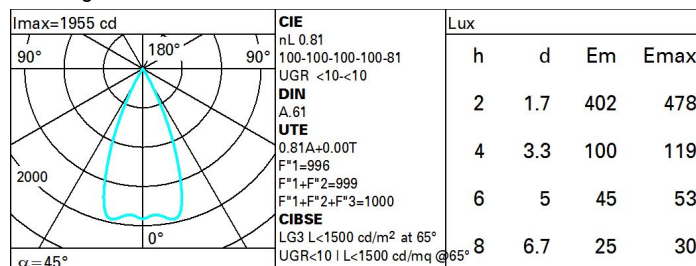 Imax=1955 cd
90° 180° 90°
2000
0°
α=45°
CIE
nL 0.81
100-100-100-100-81
UGR <10-<10
DIN
A.61
UTE
0.81A+0.00T
F"1=996
F"1+F"2=999
F"1+F"2+F"3=1000
CIBSE
LG3 L<1500 cd/m² at 65°
UGR<10 | L<1500 cd/mq @65°
Lux
h d Em Emax
2 1.7 402 478
4 3.3 100 119
6 5 45 53
8 6.7 25 30